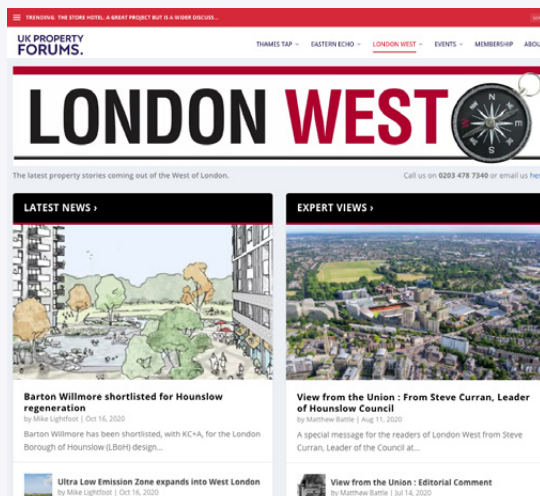 TRENDING: THE STORE HOTEL: A GREAT PROJECT BUT IS A WIDER DISCUSS...
UK PROPERTY
FORUMS.
THAMES TAP EASTERN ECHO LONDON WEST EVENTS MEMBERSHIP ABOU
LONDON WEST
N
W E
S
The latest property stories coming out of the West of London.
Call us on 0203 478 7340 or email us her
LATEST NEWS ›
EXPERT VIEWS ›
Barton Willmore shortlisted for Hounslow
regeneration
by Mike Lightfoot | Oct 16, 2020
Barton Willmore has been shortlisted, with KC+A, for the London
Borough of Hounslow (LBoH) design...
View from the Union : From Steve Curran, Leader
of Hounslow Council
by Matthew Battle | Aug 11, 2020
A special message for the readers of London West from Steve
Curran, Leader of the Council at...
Ultra Low Emission Zone expands into West London
by Mike Lightfoot | Oct 16, 2020
View from the Union : Editorial Comment
by Matthew Battle | Jul 14, 2020